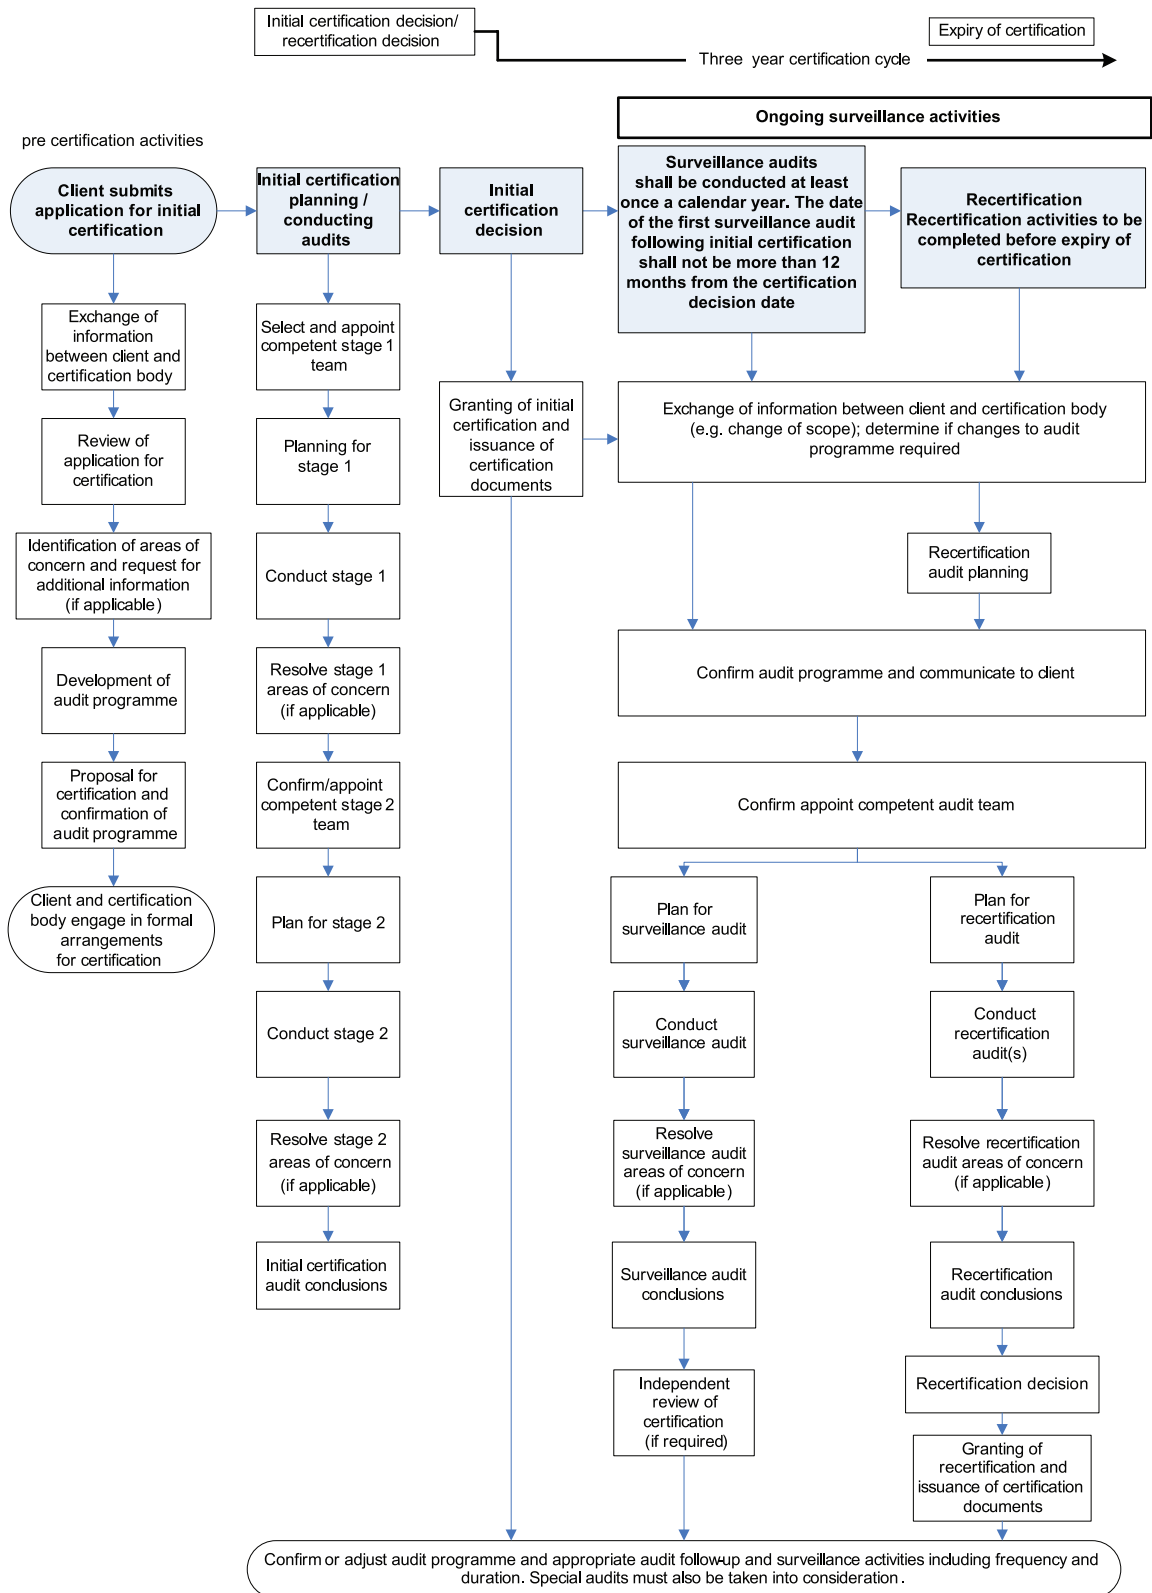 Initial certification decision/
recertification decision
Expiry of certification
Three year certification cycle
Ongoing surveillance activities
pre certification activities
Client submits
application for initial
certification
Initial certification
planning /
conducting
audits
Initial
certification
decision
Surveillance audits
shall be conducted at least
once a calendar year. The date
of the first surveillance audit
following initial certification
shall not be more than 12
months from the certification
decision date
Recertification
Recertification activities to be
completed before expiry of
certification
Exchange of
information
between client and
certification body
Review of
application for
certification
Identification of areas of
concern and request for
additional information
(if applicable)
Development of
audit programme
Proposal for
certification and
confirmation of
audit programme
Client and certification
body engage in formal
arrangements
for certification
Select and appoint
competent stage 1
team
Planning for
stage 1
Conduct stage 1
Resolve stage 1
areas of concern
(if applicable)
Confirm/appoint
competent stage 2
team
Plan for stage 2
Conduct stage 2
Resolve stage 2
areas of concern
(if applicable)
Initial certification
audit conclusions
Granting of initial
certification and
issuance of
certification
documents
Exchange of information between client and certification body
(e.g. change of scope); determine if changes to audit
programme required
Recertification
audit planning
Confirm audit programme and communicate to client
Confirm appoint competent audit team
Plan for
surveillance audit
Conduct
surveillance audit
Resolve
surveillance audit
areas of concern
(if applicable)
Surveillance audit
conclusions
Independent
review of
certification
(if required)
Plan for
recertification
audit
Conduct
recertification
audit(s)
Resolve recertification
audit areas of concern
(if applicable)
Recertification
audit conclusions
Recertification decision
Granting of
recertification and
issuance of certification
documents
Confirm or adjust audit programme and appropriate audit follow-up and surveillance activities including frequency and
duration. Special audits must also be taken into consideration.